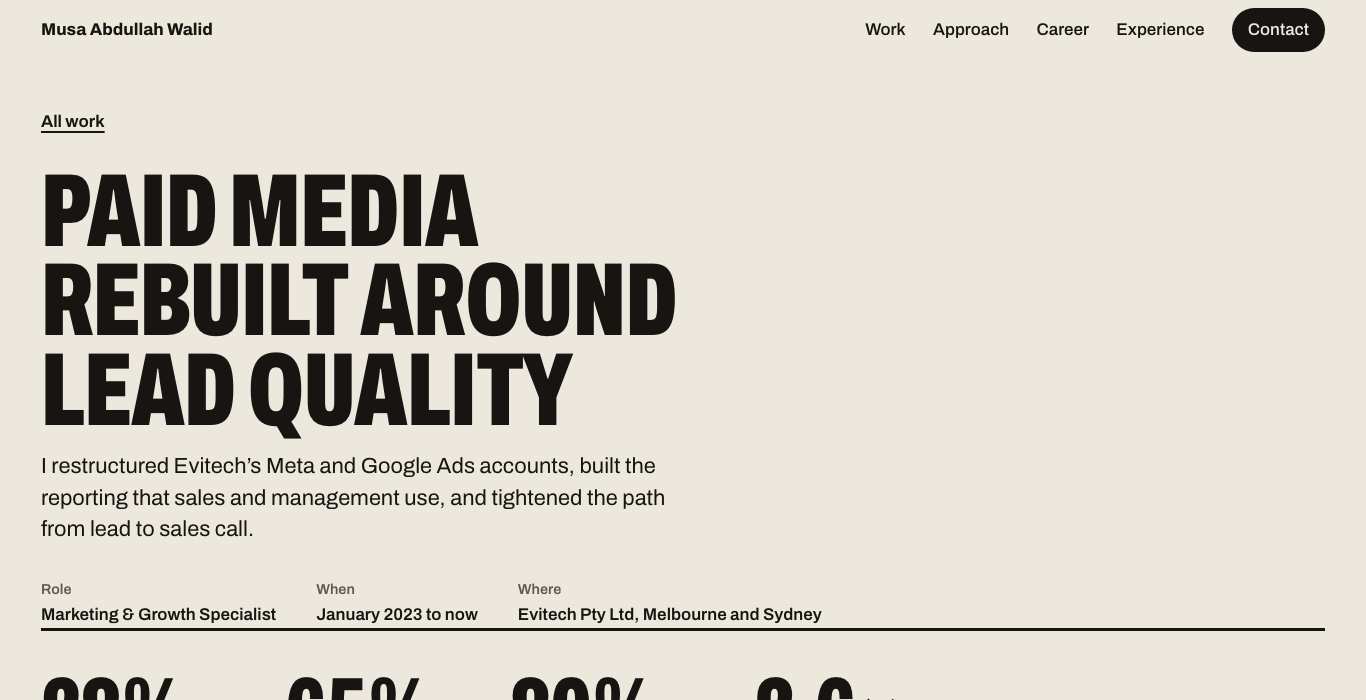 Musa Abdullah Walid
Work Approach Career Experience Contact
All work
PAID MEDIA
REBUILT AROUND
LEAD QUALITY
I restructured Evitech’s Meta and Google Ads accounts, built the
reporting that sales and management use, and tightened the path
from lead to sales call.
Role When Where
Marketing & Growth Specialist January 2023 to now Evitech Pty Ltd, Melbourne and Sydney